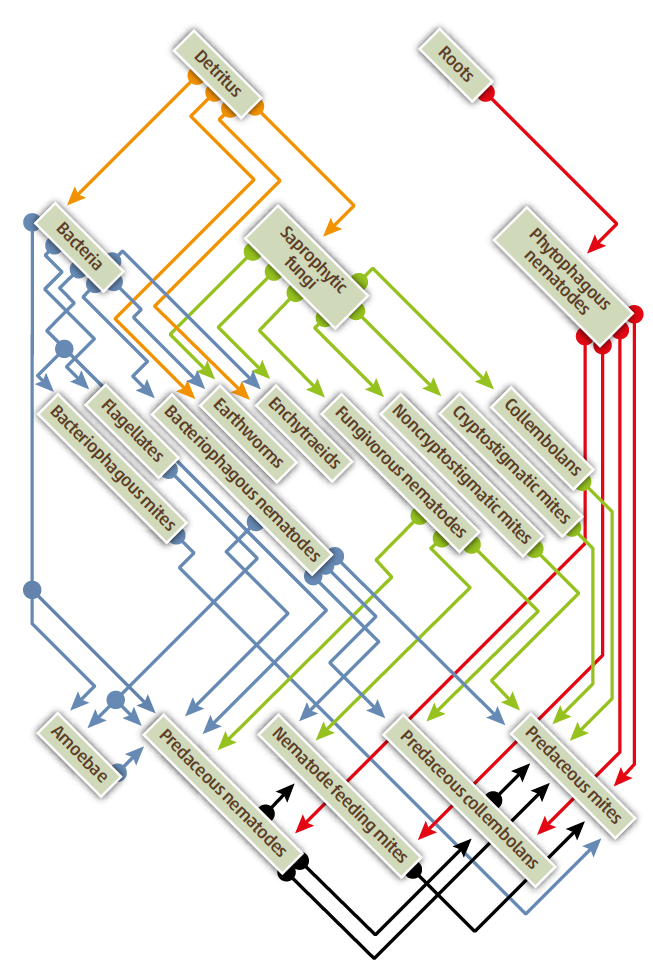 Detritus
Roots
Bacteria
Saprophytic
fungi
Phytophagous
nematodes
Bacteriophagous mites
Flagellates
Bacteriophagous nematodes
Earthworms
Enchytraeids
Fungivorous nematodes
Noncryptostigmatic mites
Cryptostigmatic mites
Collembolans
Amoebae
Predaceous nematodes
Nematode feeding mites
Predaceous collembolans
Predaceous mites